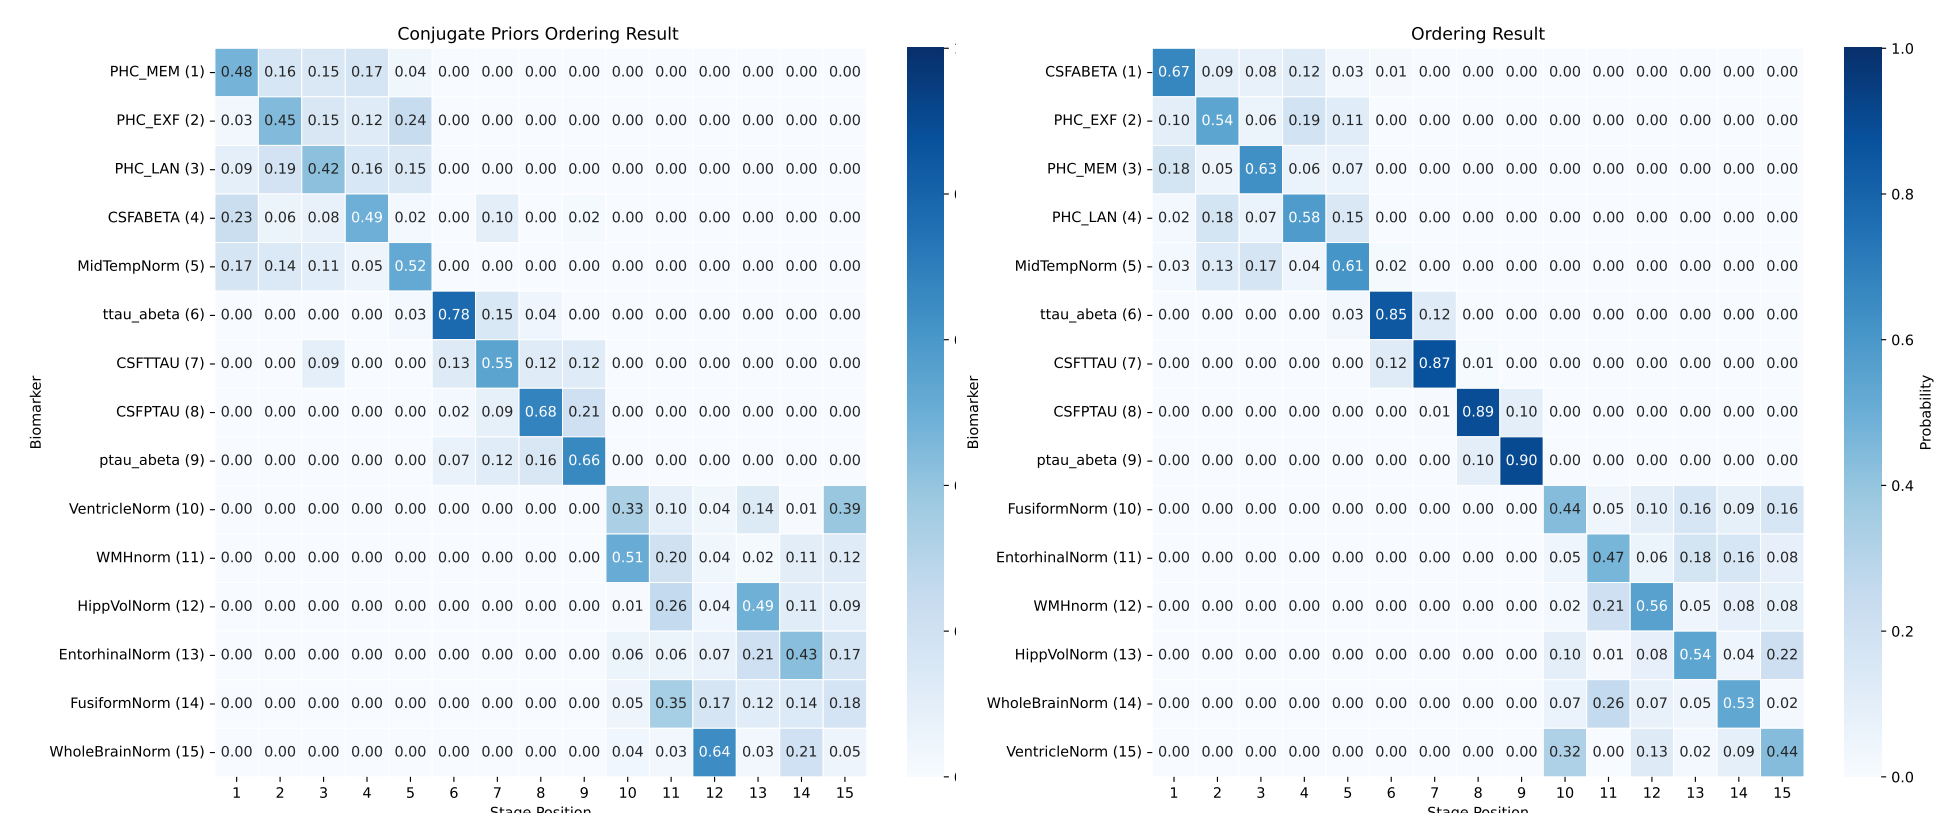 Conjugate Priors Ordering Result
Biomarker
PHC_MEM (1) 0.48 0.16 0.15 0.17 0.04 0.00 0.00 0.00 0.00 0.00 0.00 0.00 0.00 0.00 0.00
PHC_EXF (2) 0.03 0.45 0.15 0.12 0.24 0.00 0.00 0.00 0.00 0.00 0.00 0.00 0.00 0.00 0.00
PHC_LAN (3) 0.09 0.19 0.42 0.16 0.15 0.00 0.00 0.00 0.00 0.00 0.00 0.00 0.00 0.00 0.00
CSFABETA (4) 0.23 0.06 0.08 0.49 0.02 0.00 0.10 0.00 0.02 0.00 0.00 0.00 0.00 0.00 0.00
MidTempNorm (5) 0.17 0.14 0.11 0.05 0.52 0.00 0.00 0.00 0.00 0.00 0.00 0.00 0.00 0.00 0.00
ttau_abeta (6) 0.00 0.00 0.00 0.00 0.03 0.78 0.15 0.04 0.00 0.00 0.00 0.00 0.00 0.00 0.00
CSFTTAU (7) 0.00 0.00 0.09 0.00 0.00 0.13 0.55 0.12 0.12 0.00 0.00 0.00 0.00 0.00 0.00
CSFPTAU (8) 0.00 0.00 0.00 0.00 0.00 0.02 0.09 0.68 0.21 0.00 0.00 0.00 0.00 0.00 0.00
ptau_abeta (9) 0.00 0.00 0.00 0.00 0.00 0.07 0.12 0.16 0.66 0.00 0.00 0.00 0.00 0.00 0.00
VentricleNorm (10) 0.00 0.00 0.00 0.00 0.00 0.00 0.00 0.00 0.00 0.33 0.10 0.04 0.14 0.01 0.39
WMHnorm (11) 0.00 0.00 0.00 0.00 0.00 0.00 0.00 0.00 0.00 0.51 0.20 0.04 0.02 0.11 0.12
HippVolNorm (12) 0.00 0.00 0.00 0.00 0.00 0.00 0.00 0.00 0.00 0.01 0.26 0.04 0.49 0.11 0.09
EntorhinalNorm (13) 0.00 0.00 0.00 0.00 0.00 0.00 0.00 0.00 0.00 0.06 0.06 0.07 0.21 0.43 0.17
FusiformNorm (14) 0.00 0.00 0.00 0.00 0.00 0.00 0.00 0.00 0.00 0.05 0.35 0.17 0.12 0.14 0.18
WholeBrainNorm (15) 0.00 0.00 0.00 0.00 0.00 0.00 0.00 0.00 0.00 0.04 0.03 0.64 0.03 0.21 0.05
1 2 3 4 5 6 7 8 9 10 11 12 13 14 15
Stage Position
Ordering Result
Biomarker
CSFABETA (1) 0.67 0.09 0.08 0.12 0.03 0.01 0.00 0.00 0.00 0.00 0.00 0.00 0.00 0.00 0.00
PHC_EXF (2) 0.10 0.54 0.06 0.19 0.11 0.00 0.00 0.00 0.00 0.00 0.00 0.00 0.00 0.00 0.00
PHC_MEM (3) 0.18 0.05 0.63 0.06 0.07 0.00 0.00 0.00 0.00 0.00 0.00 0.00 0.00 0.00 0.00
PHC_LAN (4) 0.02 0.18 0.07 0.58 0.15 0.00 0.00 0.00 0.00 0.00 0.00 0.00 0.00 0.00 0.00
MidTempNorm (5) 0.03 0.13 0.17 0.04 0.61 0.02 0.00 0.00 0.00 0.00 0.00 0.00 0.00 0.00 0.00
ttau_abeta (6) 0.00 0.00 0.00 0.00 0.03 0.85 0.12 0.00 0.00 0.00 0.00 0.00 0.00 0.00 0.00
CSFTTAU (7) 0.00 0.00 0.00 0.00 0.00 0.12 0.87 0.01 0.00 0.00 0.00 0.00 0.00 0.00 0.00
CSFPTAU (8) 0.00 0.00 0.00 0.00 0.00 0.00 0.01 0.89 0.10 0.00 0.00 0.00 0.00 0.00 0.00
ptau_abeta (9) 0.00 0.00 0.00 0.00 0.00 0.00 0.00 0.10 0.90 0.00 0.00 0.00 0.00 0.00 0.00
FusiformNorm (10) 0.00 0.00 0.00 0.00 0.00 0.00 0.00 0.00 0.00 0.44 0.05 0.10 0.16 0.09 0.16
EntorhinalNorm (11) 0.00 0.00 0.00 0.00 0.00 0.00 0.00 0.00 0.00 0.05 0.47 0.06 0.18 0.16 0.08
WMHnorm (12) 0.00 0.00 0.00 0.00 0.00 0.00 0.00 0.00 0.00 0.02 0.21 0.56 0.05 0.08 0.08
HippVolNorm (13) 0.00 0.00 0.00 0.00 0.00 0.00 0.00 0.00 0.00 0.10 0.01 0.08 0.54 0.04 0.22
WholeBrainNorm (14) 0.00 0.00 0.00 0.00 0.00 0.00 0.00 0.00 0.00 0.07 0.26 0.07 0.05 0.53 0.02
VentricleNorm (15) 0.00 0.00 0.00 0.00 0.00 0.00 0.00 0.00 0.00 0.32 0.00 0.13 0.02 0.09 0.44
1 2 3 4 5 6 7 8 9 10 11 12 13 14 15
Stage Position
1.0
0.8
0.6
0.4
0.2
0.0
Probability